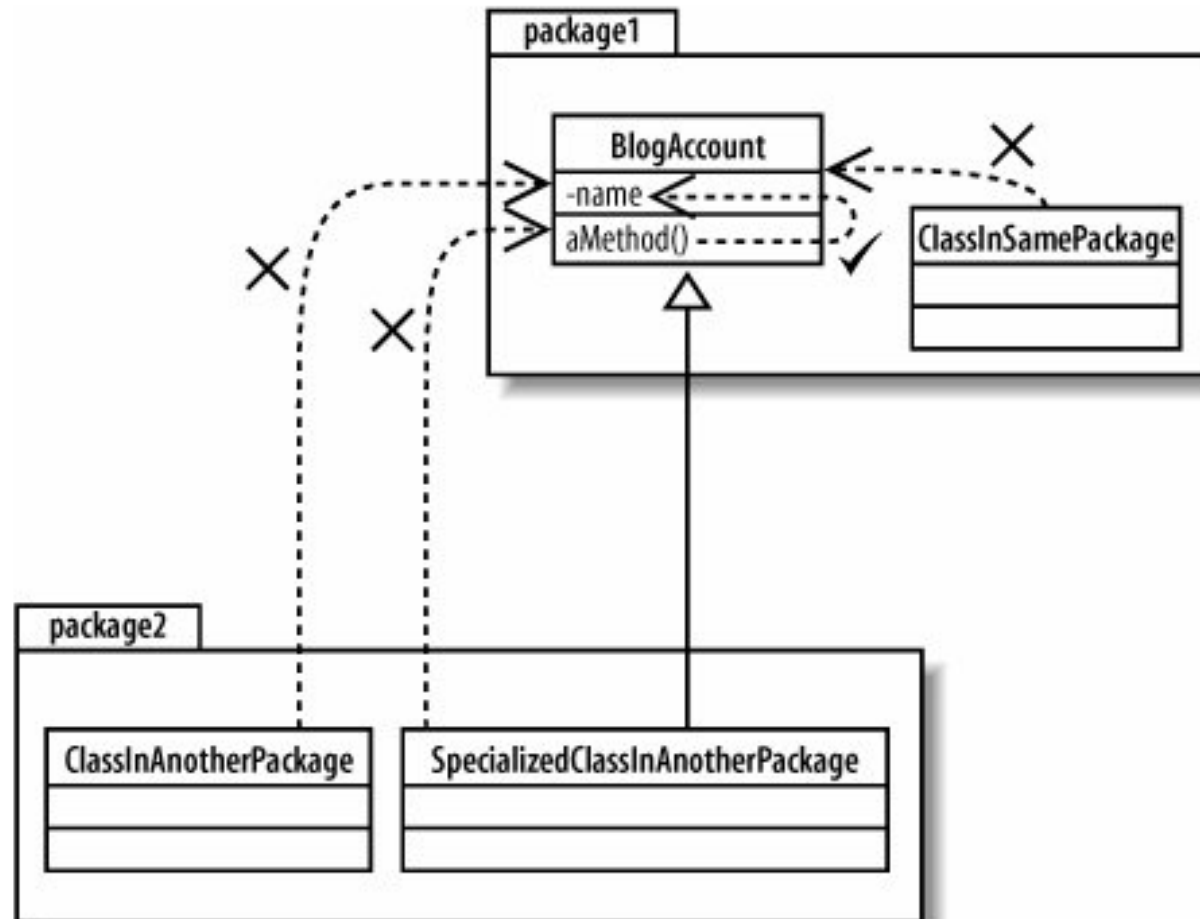 package1
BlogAccount
-name
aMethod()
ClassInSamePackage
package2
ClassInAnotherPackage
SpecializedClassInAnotherPackage